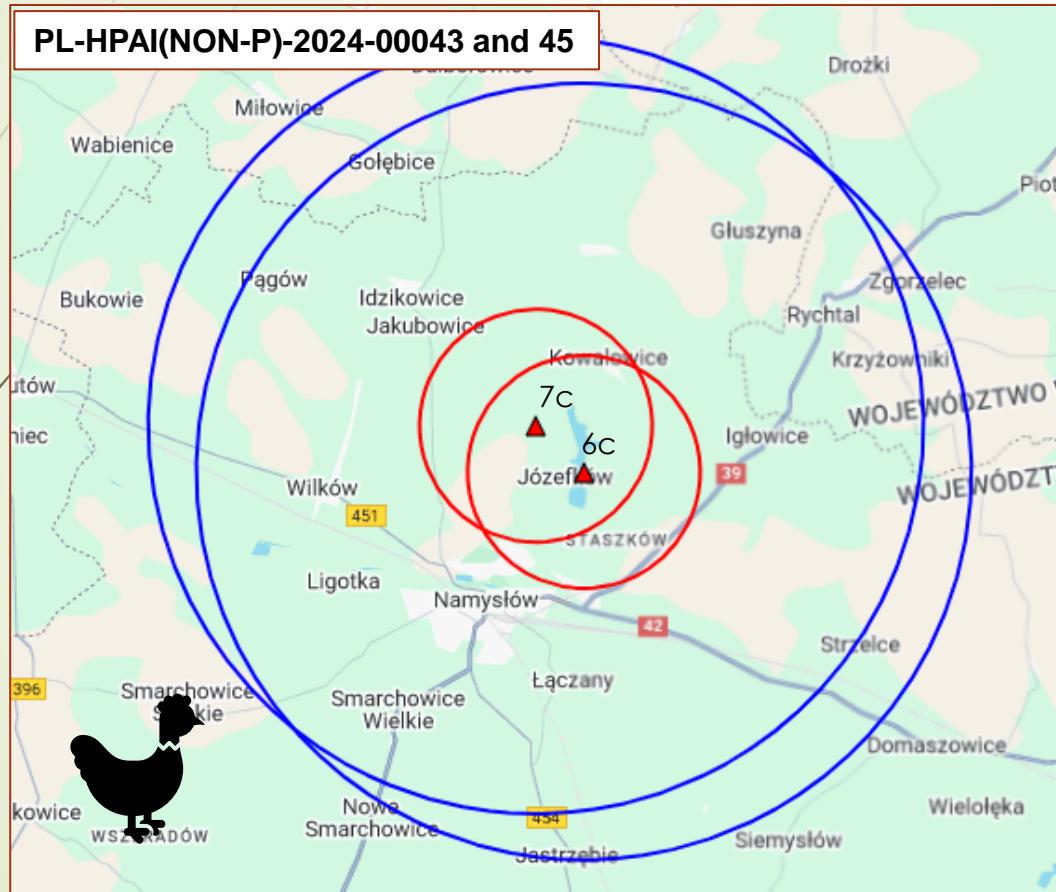 PL-HPAI(NON-P)-2024-00043 and 45
Drożki
Miłowice
Wabienice
Gołębice
Głuszyna
Pągów
Zgorzelec
Bukowie
Idzikowice
Jakubowice
Rychtal
Kowalowice
Krzyżowniki
7c
WOJEWÓDZTWO
Igłowice
6c
39
Józefków
Wilków
451
STASZKÓW
Ligotka
Namysłów
42
Strzelce
396
Łączany
Smarchowice
Smarchowice
Wielkie
Domaszowice
Nowe
Smarchowice
454
Wielołęka
Siemysłów
Jastrzębie